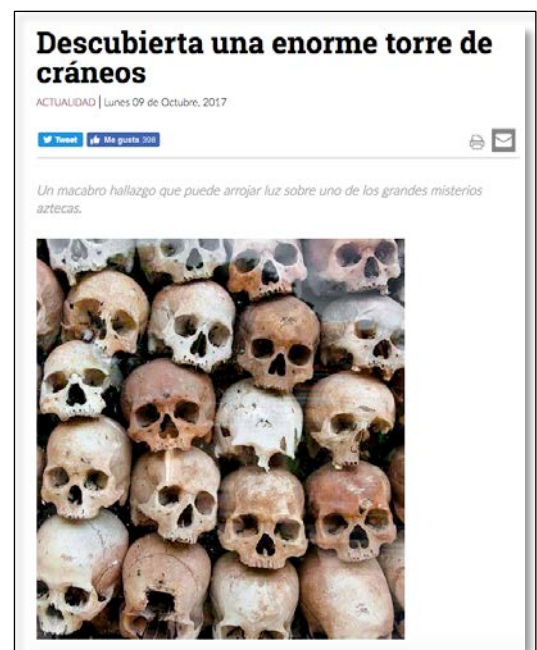 Descubierta una enorme torre de
cráneos
ACTUALIDAD | Lunes 09 de Octubre, 2017
Tweet Me gusta 398
Un macabro hallazgo que puede arrojar luz sobre uno de los grandes misterios
aztecas.